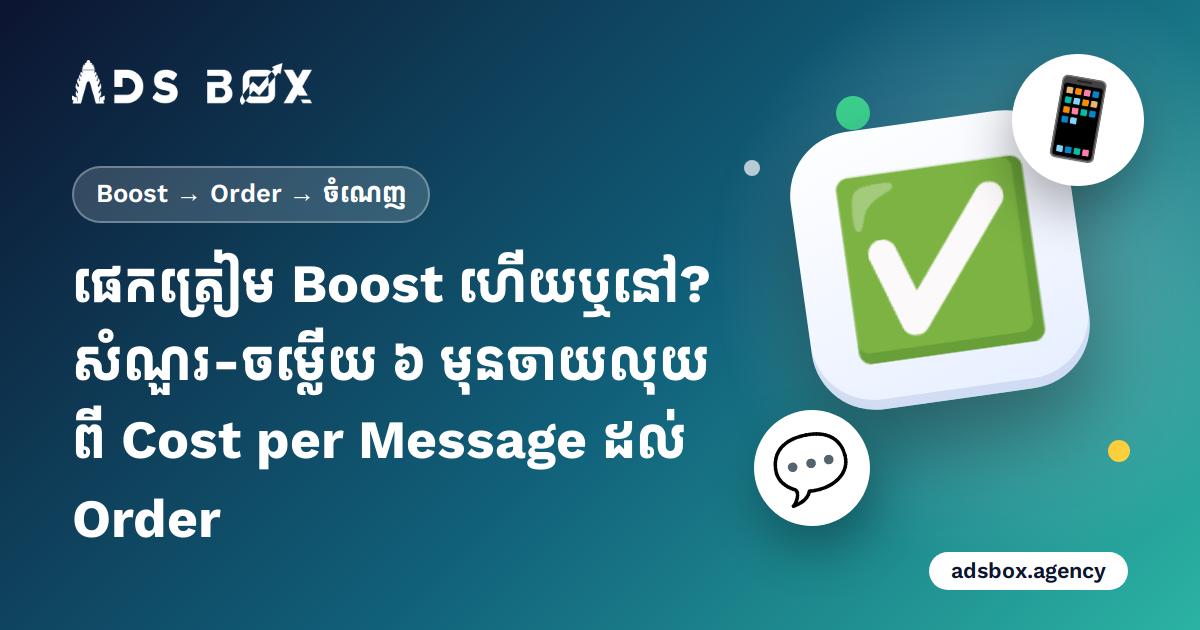 ADS BOX
Boost → Order → ចំណេញ
ផេកត្រៀម Boost ហើយឬនៅ?
សំណួរ-ចម្លើយ ៦ មុនចាយលុយ
ពី Cost per Message ដល់
Order
adsbox.agency